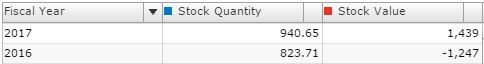 Fiscal Year Stock Quantity Stock Value
2017 940.65 1,439
2016 823.71 -1,247